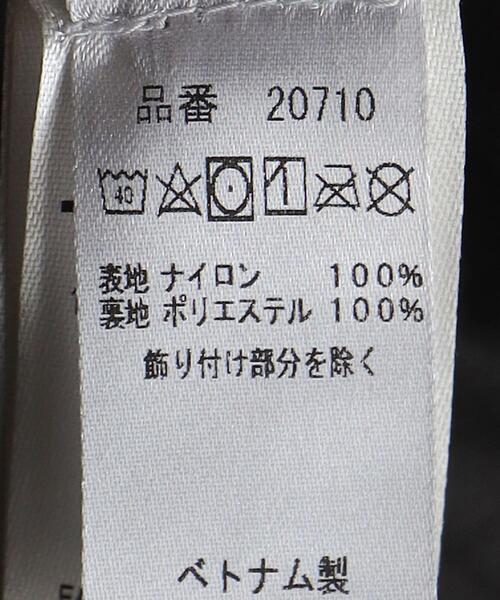 品番 20710
40
表地 ナイロン 100%
裏地 ポリエステル 100%
飾り付け部分を除く
ベトナム製